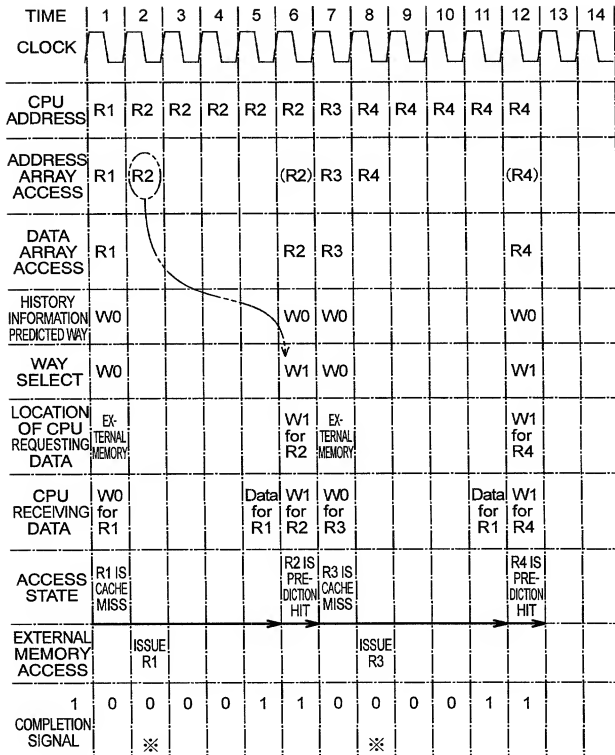 TIME 1 2 3 4 5 6 7 8 9 10 11 12 13 14
CLOCK
CPU ADDRESS R1 R2 R2 R2 R2 R2 R3 R4 R4 R4 R4 R4
ADDRESS ARRAY ACCESS R1 R2 (R2) R3 R4 (R4)
DATA ARRAY ACCESS R1 R2 R3 R4
HISTORY INFORMATION PREDICTED WAY W0 W0 W0 W0
WAY SELECT W0 W1 W0 W1
LOCATION OF CPU REQUESTING DATA EX-TERNAL MEMORY W1 for R2 EX-TERNAL MEMORY W1 for R4
CPU RECEIVING DATA W0 for R1 Data for R1 W1 for R2 W0 for R3 Data for R1 W1 for R4
ACCESS STATE R1 IS CACHE MISS R2 IS PRE-DICTION HIT R3 IS CACHE MISS R4 IS PRE-DICTION HIT
EXTERNAL MEMORY ACCESS ISSUE R1 ISSUE R3
COMPLETION SIGNAL 1 0 0 0 0 1 1 0 0 0 0 1 1
※ ※